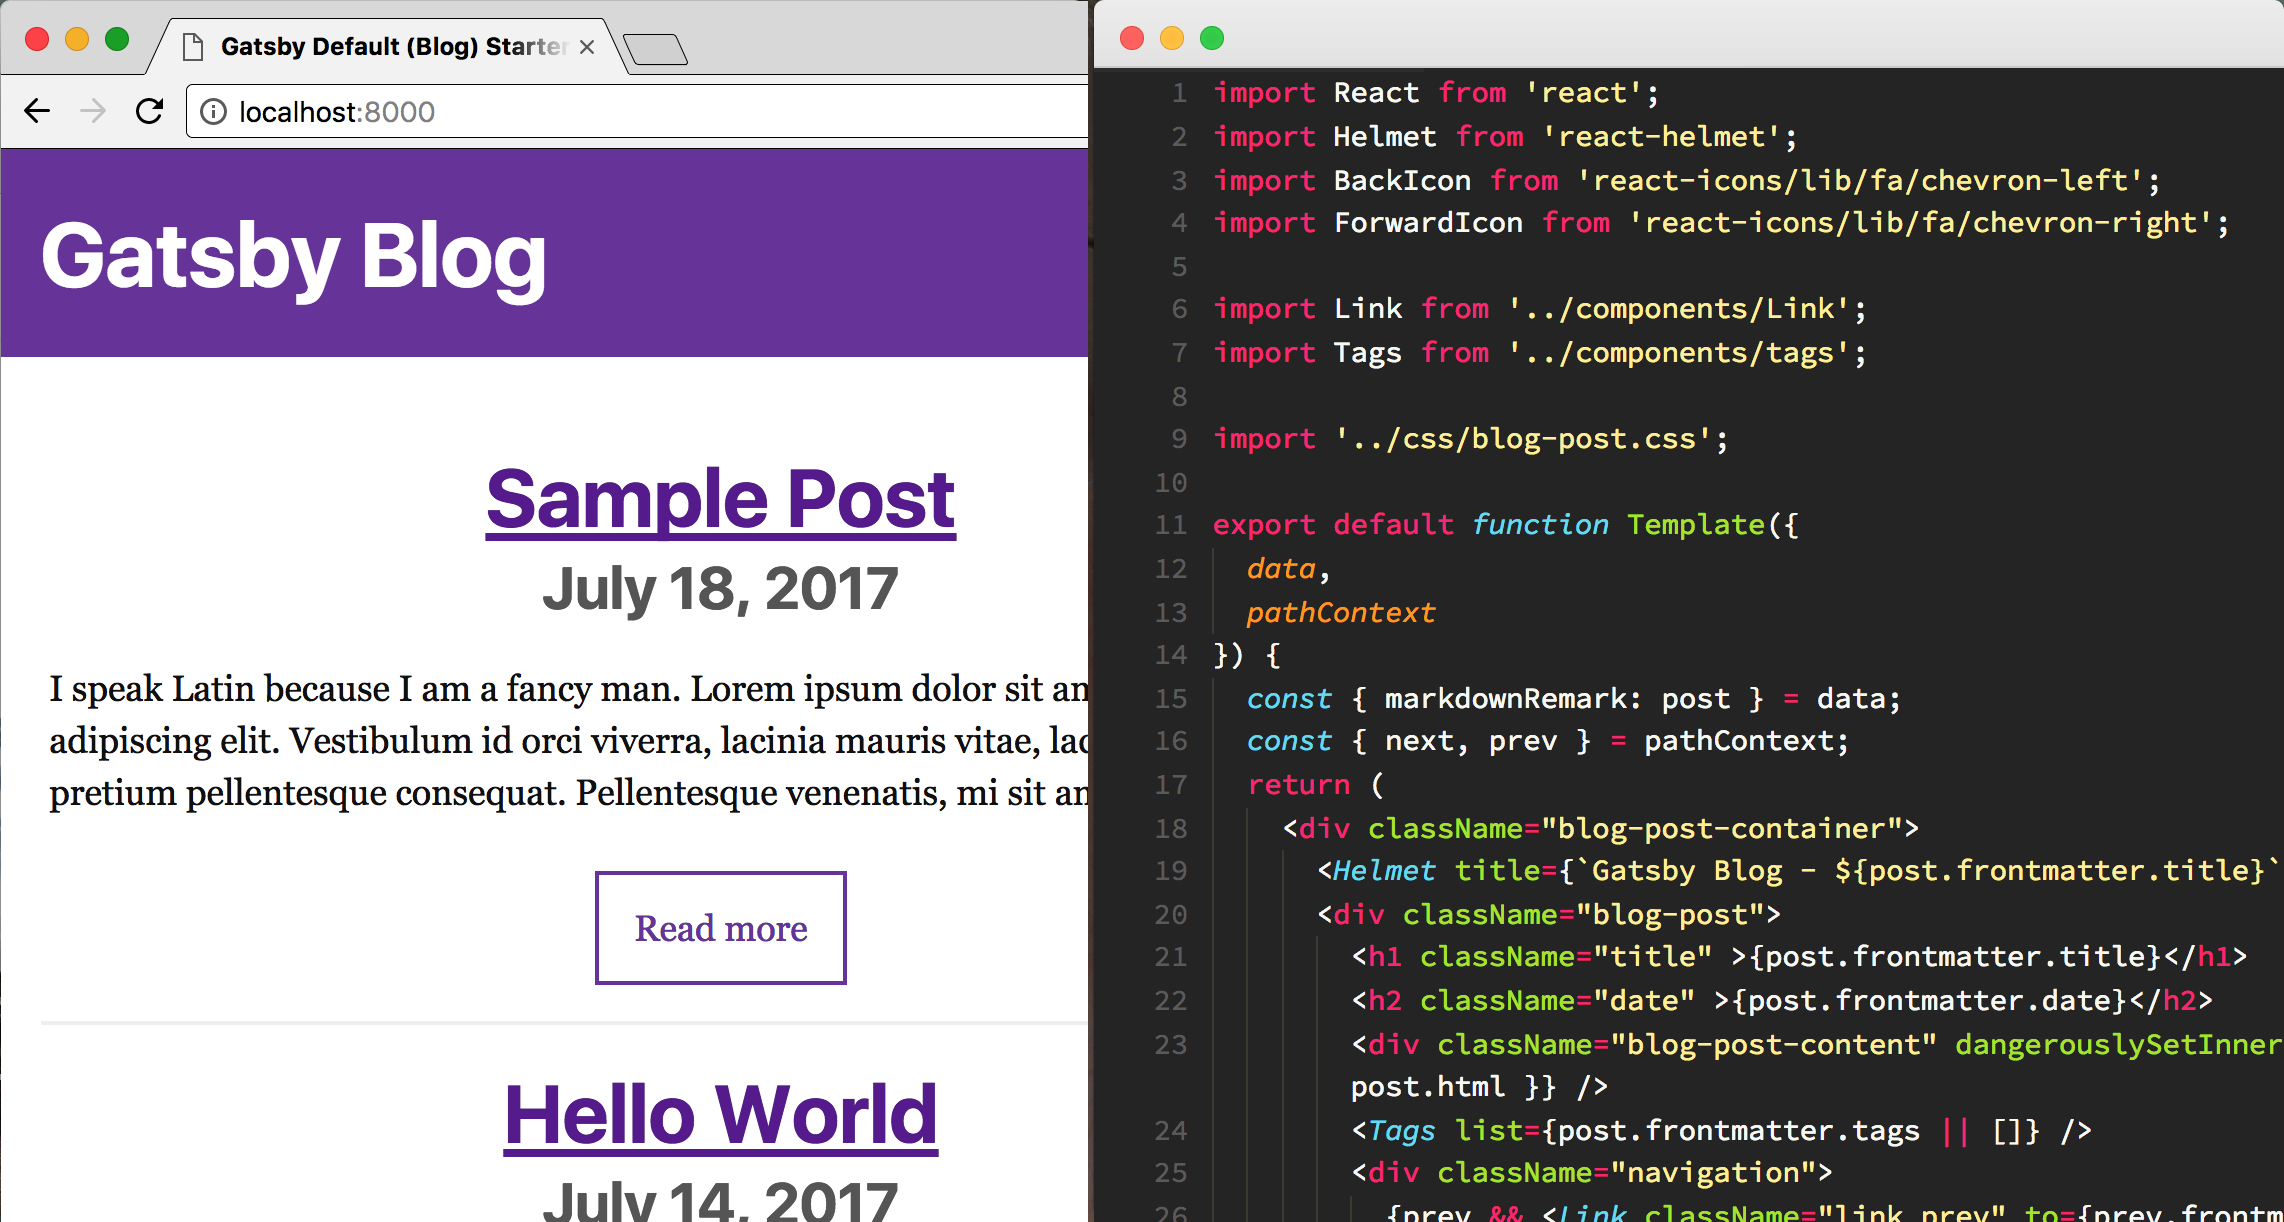 Gatsby Default (Blog) Starter
localhost:8000
Gatsby Blog
Sample Post
July 18, 2017
I speak Latin because I am a fancy man. Lorem ipsum dolor sit am
adipiscing elit. Vestibulum id orci viverra, lacinia mauris vitae, lac
pretium pellentesque consequat. Pellentesque venenatis, mi sit am
Read more
Hello World
July 14, 2017
1 import React from 'react';
2 import Helmet from 'react-helmet';
3 import BackIcon from 'react-icons/lib/fa/chevron-left';
4 import ForwardIcon from 'react-icons/lib/fa/chevron-right';
5
6 import Link from '../components/Link';
7 import Tags from '../components/tags';
8
9 import '../css/blog-post.css';
10
11 export default function Template({
12 data,
13 pathContext
14 }) {
15 const { markdownRemark: post } = data;
16 const { next, prev } = pathContext;
17 return (
18 <div className="blog-post-container">
19 <Helmet title={`Gatsby Blog - ${post.frontmatter.title}`
20 <div className="blog-post">
21 <h1 className="title" >{post.frontmatter.title}</h1>
22 <h2 className="date" >{post.frontmatter.date}</h2>
23 <div className="blog-post-content" dangerouslySetInner
post.html }} />
24 <Tags list={post.frontmatter.tags || []} />
25 <div className="navigation">
26 {prev && <Link className="link prev" to={prev.frontm